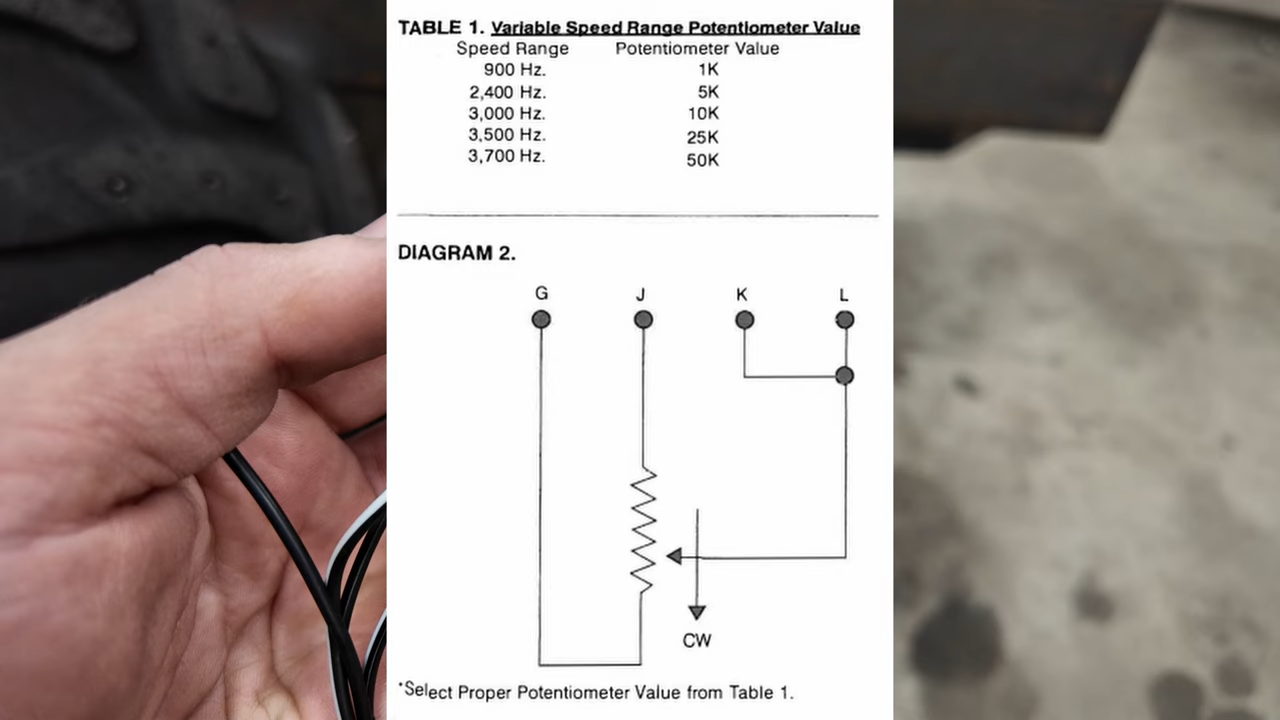 TABLE 1. Variable Speed Range Potentiometer Value
Speed Range Potentiometer Value
900 Hz. 1K
2,400 Hz. 5K
3,000 Hz. 10K
3,500 Hz. 25K
3,700 Hz. 50K
DIAGRAM 2.
G J K L
CW
*Select Proper Potentiometer Value from Table 1.